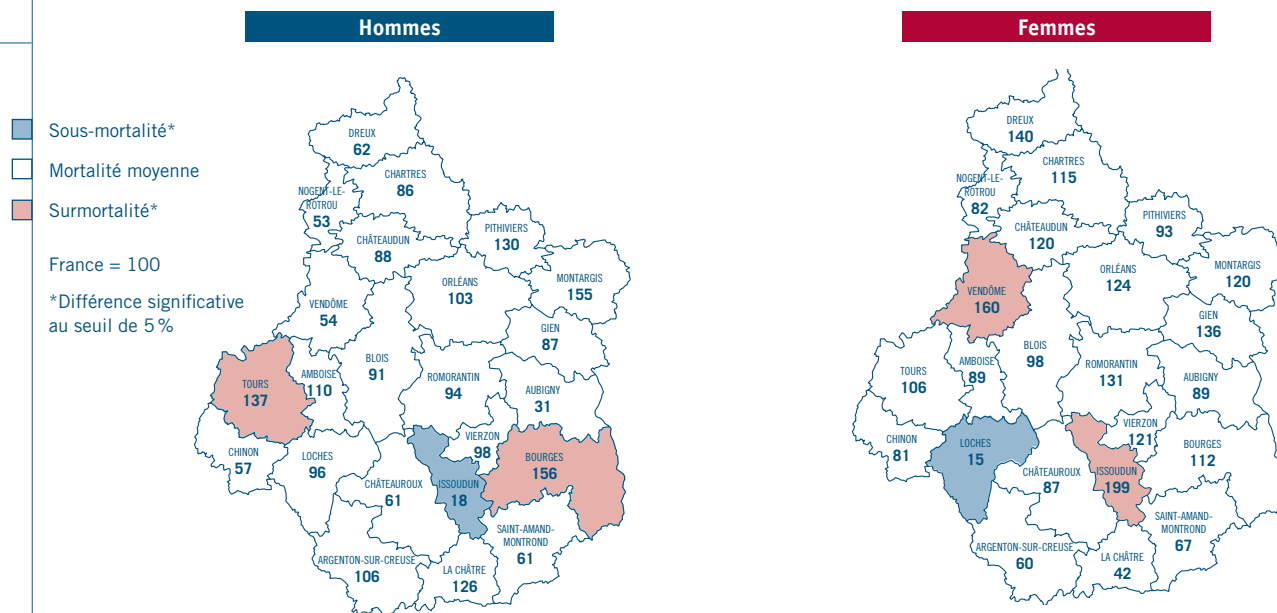 Hommes
Femmes
Sous-mortalité*
Mortalité moyenne
Surmortalité*
France = 100
*Différence significative
au seuil de 5 %
DREUX
62
CHARTRES
86
NOGENT-LE-
ROTROU
53
CHÂTEAUDUN
88
PITHIVIERS
130
ORLÉANS
103
MONTARGIS
155
VENDÔME
54
GIEN
87
BLOIS
91
TOURS
137
AMBOISE
110
ROMORANTIN
94
AUBIGNY
31
CHINON
57
LOCHES
96
VIERZON
98
BOURGES
156
CHÂTEAUROUX
61
ISSOUDUN
18
SAINT-AMAND-
MONTROND
61
ARGENTON-SUR-CREUSE
106
LA CHÂTRE
126
DREUX
140
CHARTRES
115
NOGENT-LE-
ROTROU
82
CHÂTEAUDUN
120
PITHIVIERS
93
ORLÉANS
124
MONTARGIS
120
VENDÔME
160
GIEN
136
BLOIS
98
TOURS
106
AMBOISE
89
ROMORANTIN
131
AUBIGNY
89
CHINON
81
LOCHES
15
VIERZON
121
BOURGES
112
CHÂTEAUROUX
87
ISSOUDUN
199
SAINT-AMAND-
MONTROND
67
ARGENTON-SUR-CREUSE
60
LA CHÂTRE
42